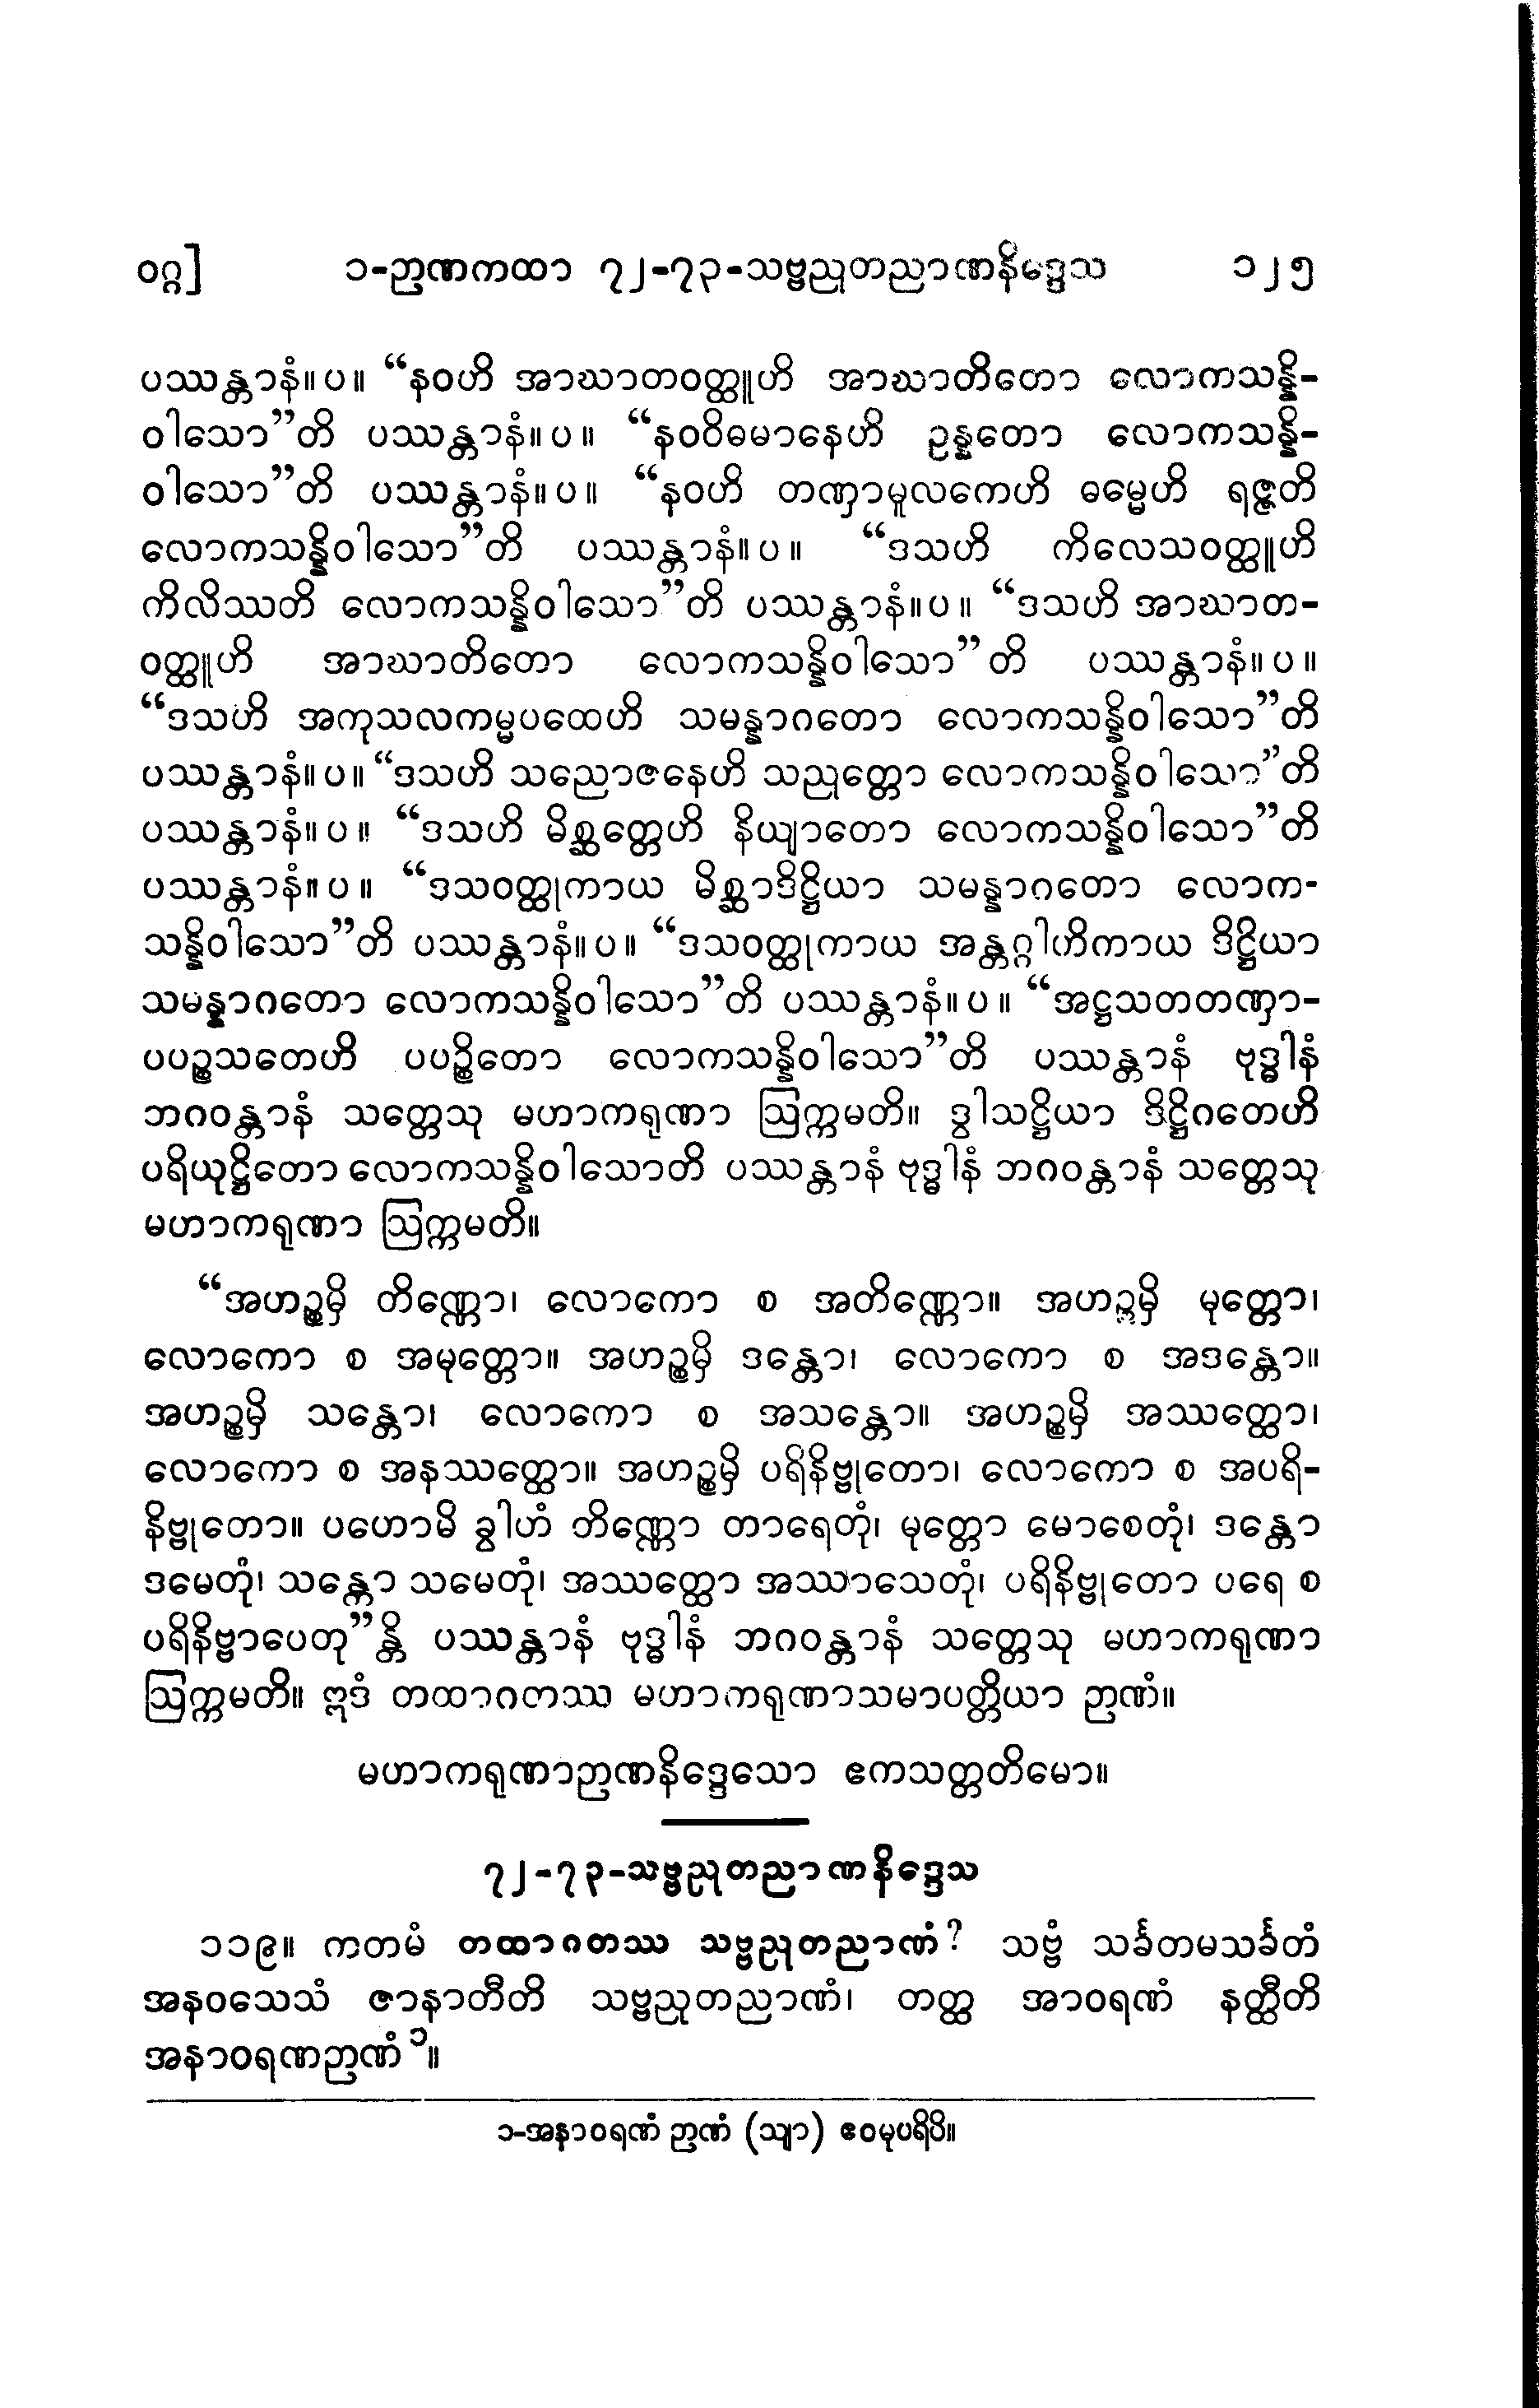 ဝဂ္ဂ] ၁-ဉာဏကထာ ၇၂-၇၃-သဗ္ဗညုတညာဏနိဒ္ဒေသ ၁၂၅
ပဿန္တာနံ။ပ။ “နဝဟိ အာဃာတဝတ္ထူဟိ အာဃာတိတော လောကသန္နိ-
ဝါသော”တိ ပဿန္တာနံ။ပ။ “နဝဝိဓမာနေဟိ ဥန္နတော လောကသန္နိ-
ဝါသော”တိ ပဿန္တာနံ။ပ။ “နဝဟိ တဏှာမူလကေဟိ ဓမ္မေဟိ ရဇ္ဇတိ
လောကသန္နိဝါသော”တိ ပဿန္တာနံ။ပ။ “ဒသဟိ ကိလေသဝတ္ထူဟိ
ကိလိဿတိ လောကသန္နိဝါသော”တိ ပဿန္တာနံ။ပ။ “ဒသဟိ အာဃာတ-
ဝတ္ထူဟိ အာဃာတိတော လောကသန္နိဝါသော”တိ ပဿန္တာနံ။ပ။
“ဒသဟိ အကုသလကမ္မပထေဟိ သမန္နာဂတော လောကသန္နိဝါသော”တိ
ပဿန္တာနံ။ပ။ “ဒသဟိ သညောဇနေဟိ သညုတ္တော လောကသန္နိဝါသော”တိ
ပဿန္တာနံ။ပ။ “ဒသဟိ မိစ္ဆတ္တေဟိ နိယျာတော လောကသန္နိဝါသော”တိ
ပဿန္တာနံ။ပ။ “ဒသဝတ္ထုကာယ မိစ္ဆာဒိဋ္ဌိယာ သမန္နာဂတော လောက-
သန္နိဝါသော”တိ ပဿန္တာနံ။ပ။ “ဒသဝတ္ထုကာယ အန္တဂ္ဂါဟိကာယ ဒိဋ္ဌိယာ
သမန္နာဂတော လောကသန္နိဝါသော”တိ ပဿန္တာနံ။ပ။ “အဋ္ဌသတတဏှာ-
ပပဉ္စသတေဟိ ပပဉ္စိတော လောကသန္နိဝါသော”တိ ပဿန္တာနံ ဗုဒ္ဓါနံ
ဘဂဝန္တာနံ သတ္တေသု မဟာကရုဏာ ဩက္ကမတိ။ ဒွါသဋ္ဌိယာ ဒိဋ္ဌိဂတေဟိ
ပရိယုဋ္ဌိတော လောကသန္နိဝါသောတိ ပဿန္တာနံ ဗုဒ္ဓါနံ ဘဂဝန္တာနံ သတ္တေသု
မဟာကရုဏာ ဩက္ကမတိ။
“အဟဉ္စမှိ တိဏ္ဏော၊ လောကော စ အတိဏ္ဏော။ အဟဉ္စမှိ မုတ္တော၊
လောကော စ အမုတ္တော။ အဟဉ္စမှိ ဒန္တော၊ လောကော စ အဒန္တော။
အဟဉ္စမှိ သန္တော၊ လောကော စ အသန္တော။ အဟဉ္စမှိ အဿတ္ထော၊
လောကော စ အနဿတ္ထော။ အဟဉ္စမှိ ပရိနိဗ္ဗုတော၊ လောကော စ အပရိ-
နိဗ္ဗုတော။ ပဟောမိ ခွါဟံ တိဏ္ဏော တာရေတုံ၊ မုတ္တော မောစေတုံ၊ ဒန္တော
ဒမေတုံ၊ သန္တော သမေတုံ၊ အဿတ္ထော အဿာသေတုံ၊ ပရိနိဗ္ဗုတော ပရေ စ
ပရိနိဗ္ဗာပေတု”န္တိ ပဿန္တာနံ ဗုဒ္ဓါနံ ဘဂဝန္တာနံ သတ္တေသု မဟာကရုဏာ
ဩက္ကမတိ။ ဣဒံ တထာဂတဿ မဟာကရုဏာသမာပတ္တိယာ ဉာဏံ။
မဟာကရုဏာဉာဏနိဒ္ဒေသော ဧကသတ္တတိမော။
၇၂-၇၃-သဗ္ဗညုတညာဏနိဒ္ဒေသ
၁၁၉။ ကတမံ တထာဂတဿ သဗ္ဗညုတညာဏံ? သဗ္ဗံ သင်္ခတမသင်္ခတံ
အနဝသေသံ ဇာနာတီတိ သဗ္ဗညုတညာဏံ၊ တတ္ထ အာဝရဏံ နတ္ထီတိ
အနာဝရဏဉာဏံ၁။
၁-အနာဝရဏံ ဉာဏံ (သျာ) ဧဝမုပရိပိ။